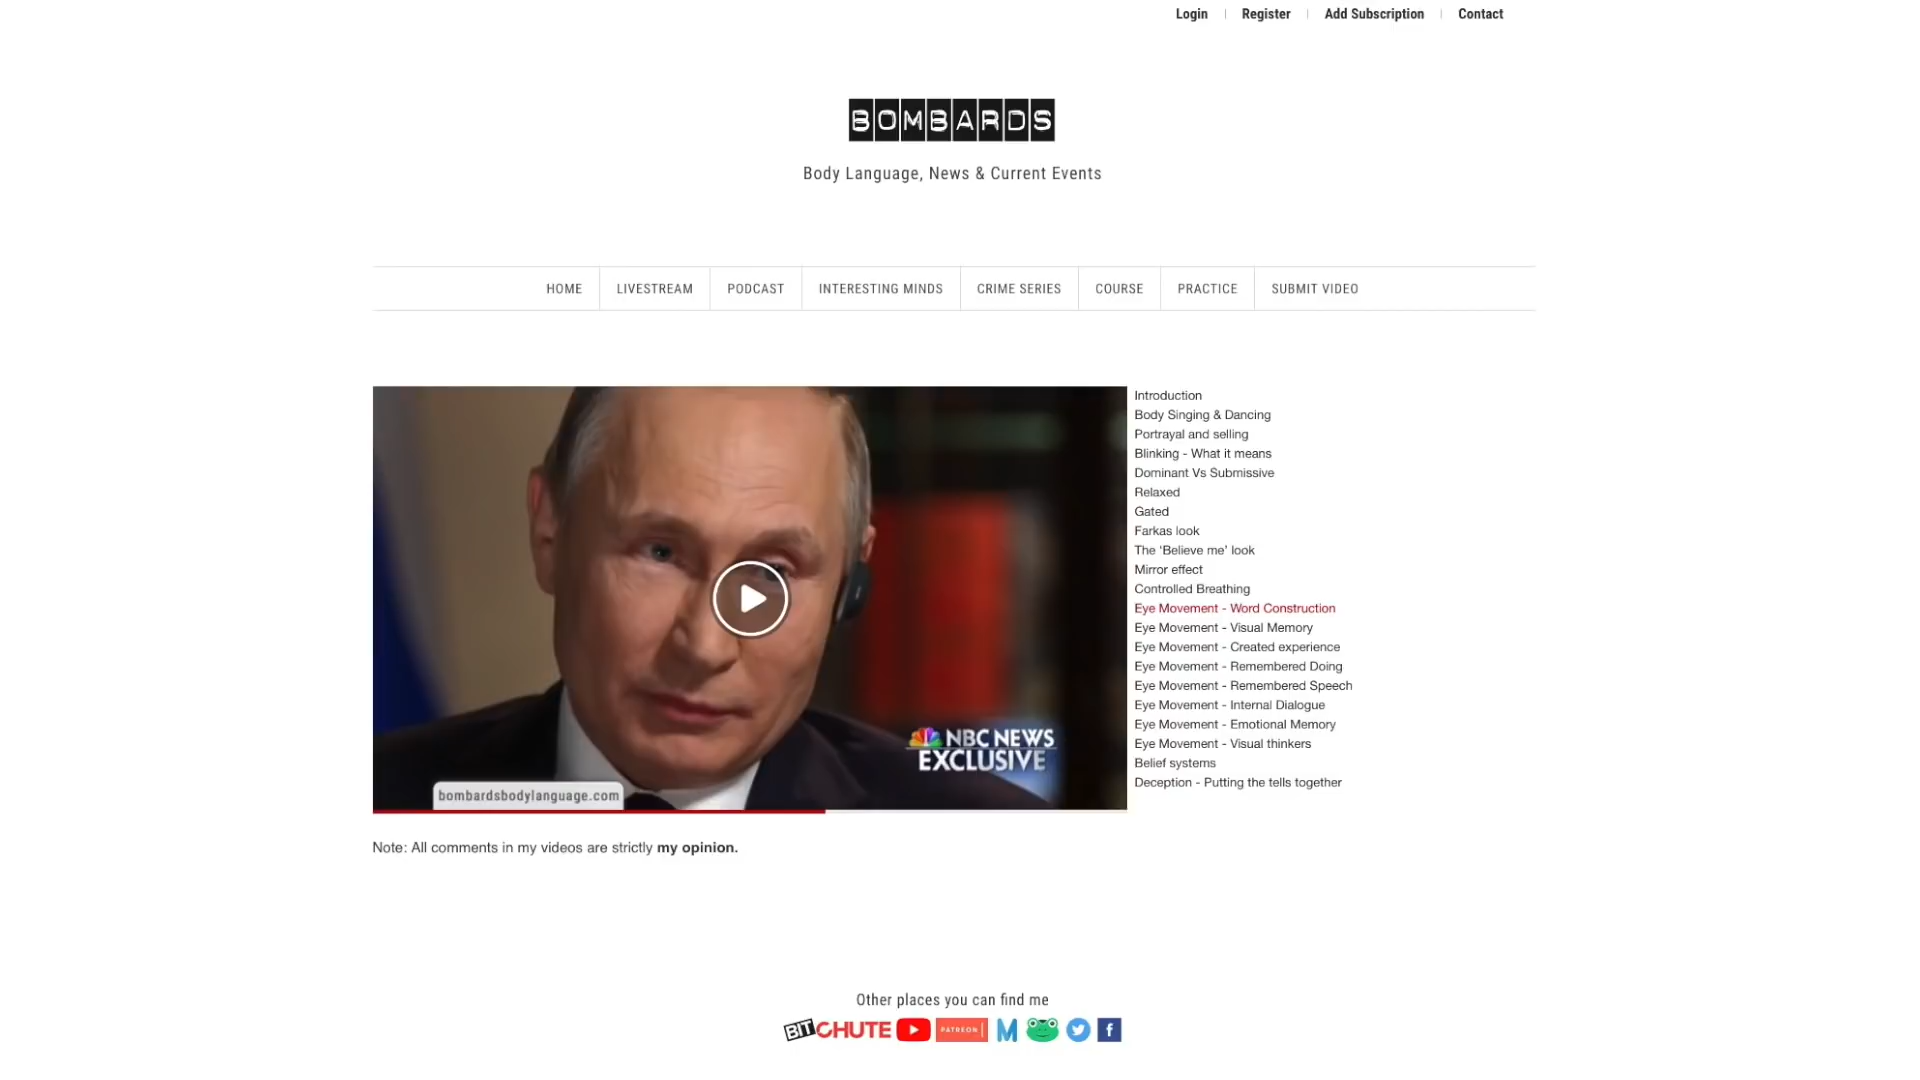 Login
Register
Add Subscription
Contact
BOMBARDS
Body Language, News & Current Events
HOME
LIVESTREAM
PODCAST
INTERESTING MINDS
CRIME SERIES
COURSE
PRACTICE
SUBMIT VIDEO
NBC NEWS
EXCLUSIVE
bombardsbodylanguage.com
Introduction
Body Singing & Dancing
Portrayal and selling
Blinking - What it means
Dominant Vs Submissive
Relaxed
Gated
Farkas look
The ‘Believe me’ look
Mirror effect
Controlled Breathing
Eye Movement - Word Construction
Eye Movement - Visual Memory
Eye Movement - Created experience
Eye Movement - Remembered Doing
Eye Movement - Remembered Speech
Eye Movement - Internal Dialogue
Eye Movement - Emotional Memory
Eye Movement - Visual thinkers
Belief systems
Deception - Putting the tells together
Note: All comments in my videos are strictly my opinion.
Other places you can find me
BITCHUTE
PATREON
M
f